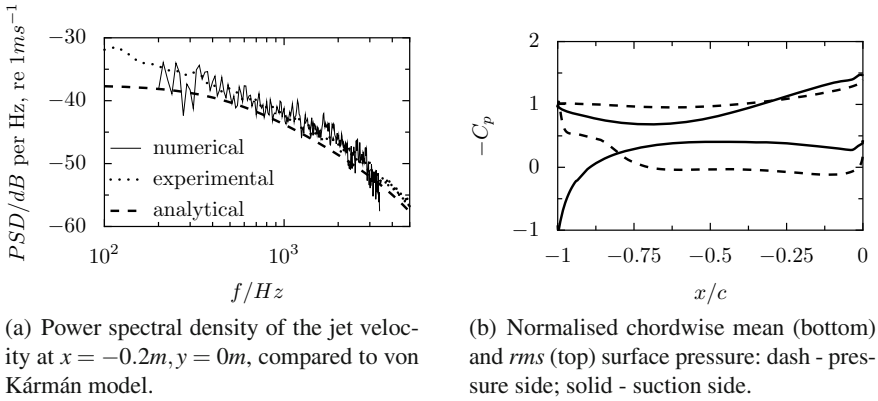 −30
−40
−50
−60
PSD/dB per Hz, re 1ms⁻¹
numerical
experimental
analytical
10²
10³
f/Hz
2
1
0
−1
−Cₚ
−1
−0.75
−0.5
−0.25
0
x/c
(a) Power spectral density of the jet veloc-
ity at x = −0.2m, y = 0m, compared to von
Kármán model.
(b) Normalised chordwise mean (bottom)
and rms (top) surface pressure: dash - pres-
sure side; solid - suction side.